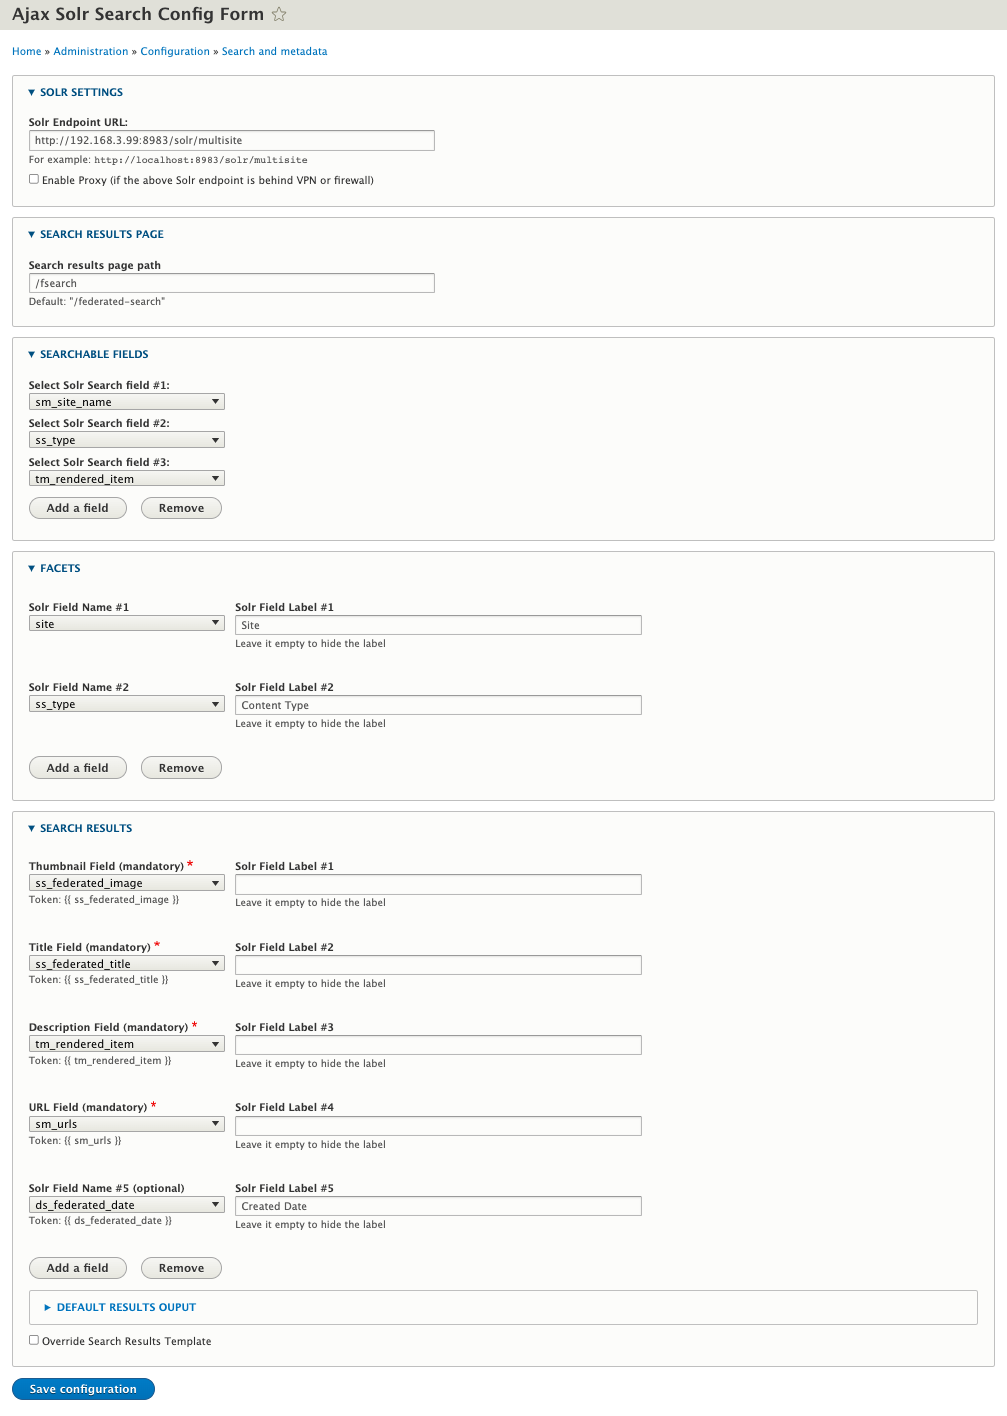 Ajax Solr Search Config Form
Home » Administration » Configuration » Search and metadata
SOLR SETTINGS
Solr Endpoint URL:
http://192.168.3.99:8983/solr/multisite
For example: http://localhost:8983/solr/multisite
Enable Proxy (if the above Solr endpoint is behind VPN or firewall)
SEARCH RESULTS PAGE
Search results page path
/fsearch
Default: "/federated-search"
SEARCHABLE FIELDS
Select Solr Search field #1:
sm_site_name
Select Solr Search field #2:
ss_type
Select Solr Search field #3:
tm_rendered_item
Add a field Remove
FACETS
Solr Field Name #1 Solr Field Label #1
site Site
Leave it empty to hide the label
Solr Field Name #2 Solr Field Label #2
ss_type Content Type
Leave it empty to hide the label
Add a field Remove
SEARCH RESULTS
Thumbnail Field (mandatory) * Solr Field Label #1
ss_federated_image
Token: {{ ss_federated_image }} Leave it empty to hide the label
Title Field (mandatory) * Solr Field Label #2
ss_federated_title
Token: {{ ss_federated_title }} Leave it empty to hide the label
Description Field (mandatory) * Solr Field Label #3
tm_rendered_item
Token: {{ tm_rendered_item }} Leave it empty to hide the label
URL Field (mandatory) * Solr Field Label #4
sm_urls
Token: {{ sm_urls }} Leave it empty to hide the label
Solr Field Name #5 (optional) Solr Field Label #5
ds_federated_date Created Date
Token: {{ ds_federated_date }} Leave it empty to hide the label
Add a field Remove
DEFAULT RESULTS OUPUT
Override Search Results Template
Save configuration